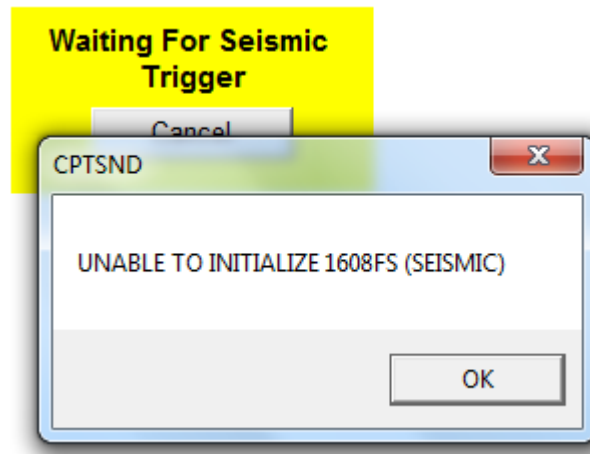 Waiting For Seismic
Trigger
Cancel
CPTSND
UNABLE TO INITIALIZE 1608FS (SEISMIC)
OK